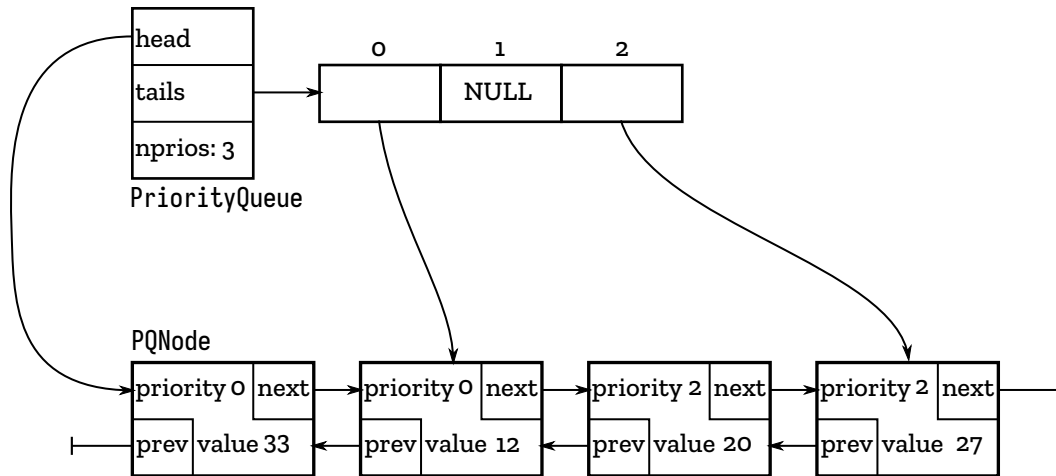 head
0 1 2
tails
NULL
nprios: 3
PriorityQueue
PQNode
priority 0 next priority 0 next priority 2 next priority 2 next
prev value 33 prev value 12 prev value 20 prev value 27